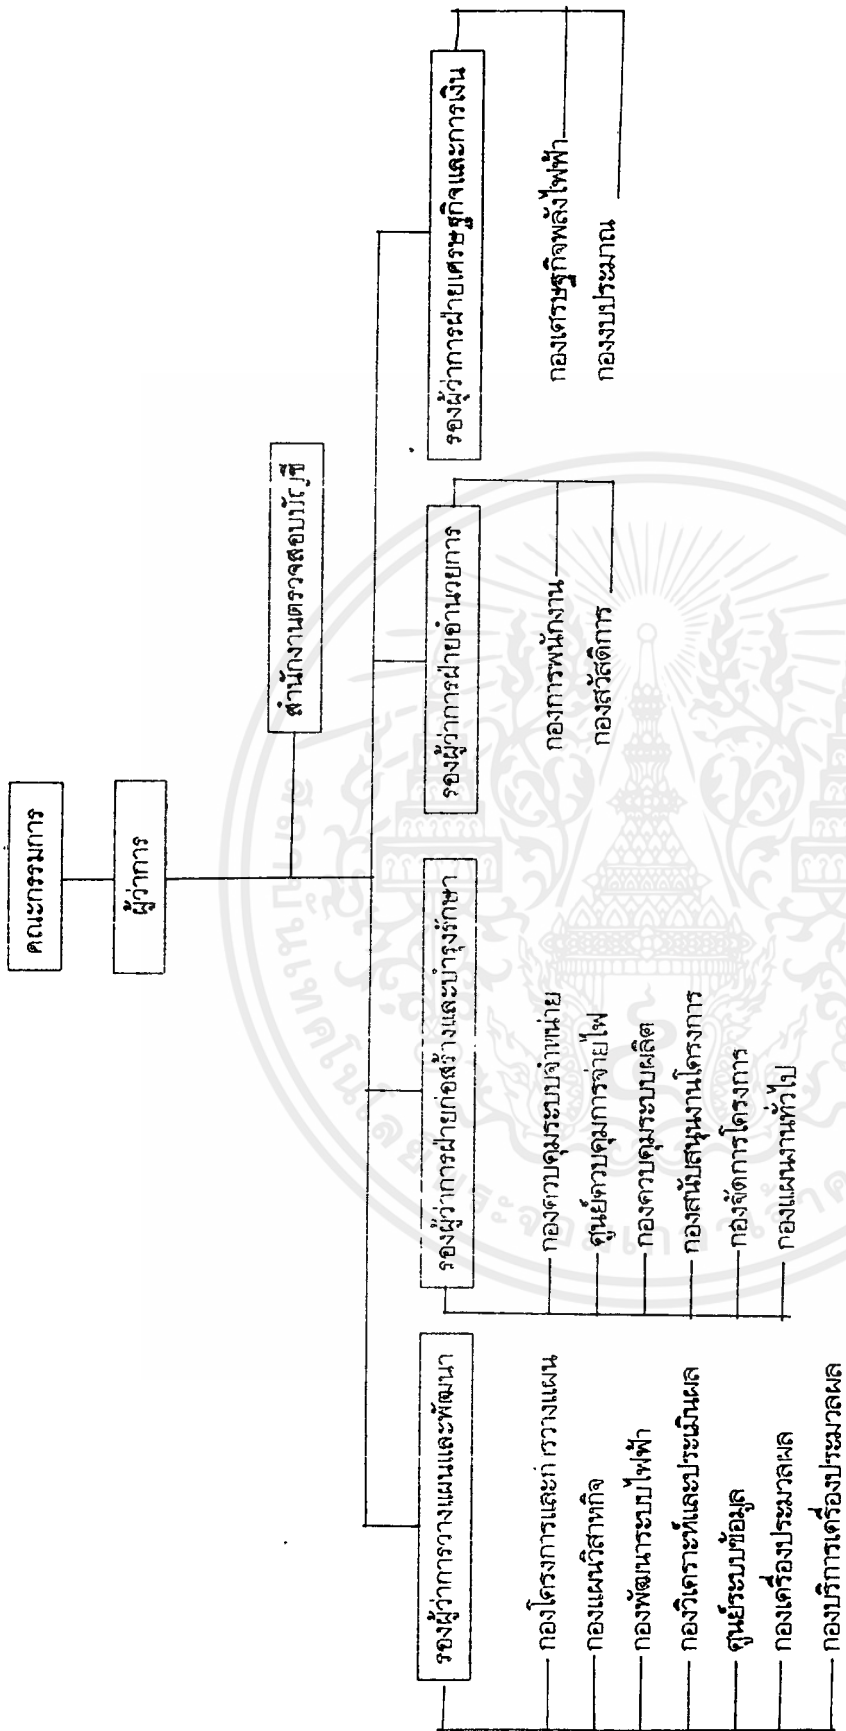 คณะกรรมการ
ผู้ว่าการ
สำนักงานตรวจสอบบัญชี
รองผู้ว่าการวางแผนและพัฒนา
กองโครงการและการวางแผน
กองแผนวิสาหกิจ
กองพัฒนาระบบไฟฟ้า
กองวิเคราะห์และประเมินผล
ศูนย์ระบบข้อมูล
กองเครื่องประมวลผล
กองบริการเครื่องประมวลผล
รองผู้ว่าการฝ่ายก่อสร้างและบำรุงรักษา
กองควบคุมระบบจำหน่าย
ศูนย์ควบคุมการจ่ายไฟ
กองควบคุมระบบผลิต
กองสนับสนุนงานโครงการ
กองจัดการโครงการ
กองแผนงานทั่วไป
รองผู้ว่าการฝ่ายอำนวยการ
กองการพนักงาน
กองสวัสดิการ
รองผู้ว่าการฝ่ายเศรษฐกิจและการเงิน
กองเศรษฐกิจพลังไฟฟ้า
กองงบประมาณ